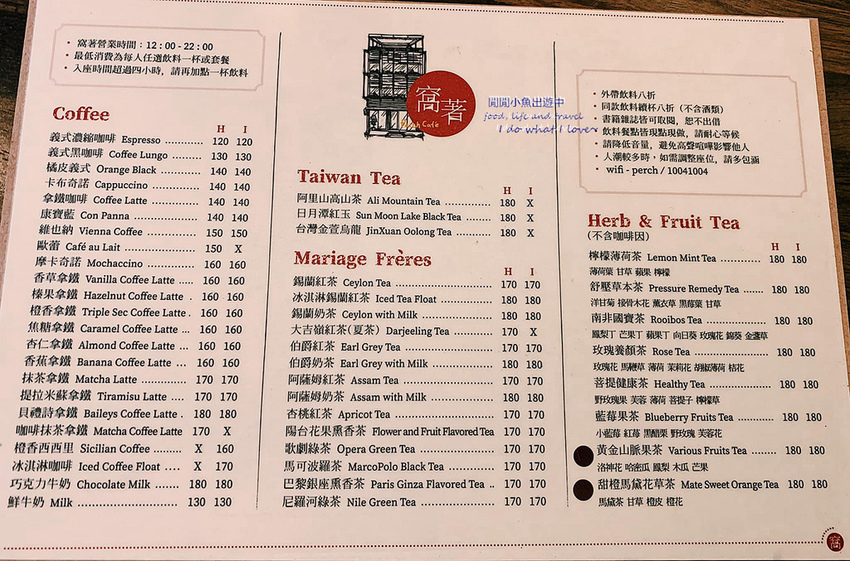 • 窩著營業時間：12：00 - 22：00
• 最低消費為每人任選飲料一杯或套餐
• 入座時間超過四小時，請再加點一杯飲料
Coffee
H I
義式濃縮咖啡 Espresso ............ 120 120
義式黑咖啡 Coffee Lungo ......... 130 130
橘皮義式 Orange Black ............ 140 140
卡布奇諾 Cappuccino ............... 140 140
拿鐵咖啡 Coffee Latte ............... 140 140
康寶藍 Con Panna .................. 140 140
維也納 Vienna Coffee ............... 150 150
歐蕾 Café au Lait ..................... 150 X
摩卡奇諾 Mochaccino ............... 160 160
香草拿鐵 Vanilla Coffee Latte ..... 160 160
榛果拿鐵 Hazelnut Coffee Latte . 160 160
橙香拿鐵 Triple Sec Coffee Latte . 160 160
焦糖拿鐵 Caramel Coffee Latte ... 160 160
杏仁拿鐵 Almond Coffee Latte ... 160 160
香蕉拿鐵 Banana Coffee Latte .... 160 160
抹茶拿鐵 Matcha Latte ............ 170 170
提拉米蘇拿鐵 Tiramisu Latte .... 170 170
貝禮詩拿鐵 Baileys Coffee Latte . 180 180
咖啡抹茶拿鐵 Matcha Coffee Latte 170 X
橙香西西里 Sicilian Coffee ......... X 160
冰淇淋咖啡 Iced Coffee Float .... X 170
巧克力牛奶 Chocolate Milk ....... 180 180
鮮牛奶 Milk .......................... 130 130
窩著
Café
閒閒小魚出遊中
food, life and travel
I do what I love
Taiwan Tea
H I
阿里山高山茶 Ali Mountain Tea ............... 180 X
日月潭紅玉 Sun Moon Lake Black Tea ........ 180 X
台灣金萱烏龍 JinXuan Oolong Tea ............ 180 X
Mariage Frères
H I
錫蘭紅茶 Ceylon Tea ............................ 170 170
冰淇淋錫蘭紅茶 Iced Tea Float ............... 180 180
錫蘭奶茶 Ceylon with Milk ..................... 180 180
大吉嶺紅茶（夏茶）Darjeeling Tea ............ 170 X
伯爵紅茶 Earl Grey Tea ........................ 170 170
伯爵奶茶 Earl Grey with Milk .................. 180 180
阿薩姆紅茶 Assam Tea ......................... 170 170
阿薩姆奶茶 Assam with Milk .................. 180 180
杏桃紅茶 Apricot Tea ........................... 170 170
陽台花果熏香茶 Flower and Fruit Flavored Tea 170 170
歌劇綠茶 Opera Green Tea .................... 170 170
馬可波羅茶 MarcoPolo Black Tea ............ 170 170
巴黎銀座熏香茶 Paris Ginza Flavored Tea .. 170 170
尼羅河綠茶 Nile Green Tea .................... 170 170
• 外帶飲料八折
• 同款飲料續杯八折（不含酒類）
• 書籍雜誌皆可取閱，恕不出借
• 飲料餐點皆現點現做，請耐心等候
• 請降低音量，避免高聲喧嘩影響他人
• 人潮較多時，如需調整座位，請多包涵
• wifi - perch / 10041004
Herb & Fruit Tea
（不含咖啡因）
H I
檸檬薄荷茶 Lemon Mint Tea ............ 180 180
薄荷葉 甘草 蘋果 檸檬
舒壓草本茶 Pressure Remedy Tea ...... 180 180
洋甘菊 接骨木花 薰衣草 黑莓葉 甘草
南非國寶茶 Rooibos Tea ................ 180 180
鳳梨丁 芒果丁 蘋果丁 向日葵 玫瑰花 錦葵 金盞草
玫瑰養顏茶 Rose Tea .................... 180 180
玫瑰花 馬鞭草 薄荷 茉莉花 胡椒薄荷 桔花
菩提健康茶 Healthy Tea ................ 180 180
野玫瑰果 芙蓉 薄荷 菩提子 檸檬草
藍莓果茶 Blueberry Fruits Tea ......... 180 180
小藍莓 紅莓 黑醋栗 野玫瑰 芙蓉花
黃金山脈果茶 Various Fruits Tea ........ 180 180
洛神花 哈密瓜 鳳梨 木瓜 芒果
甜橙馬黛花草茶 Mate Sweet Orange Tea 180 180
馬黛茶 甘草 橙皮 橙花
窩